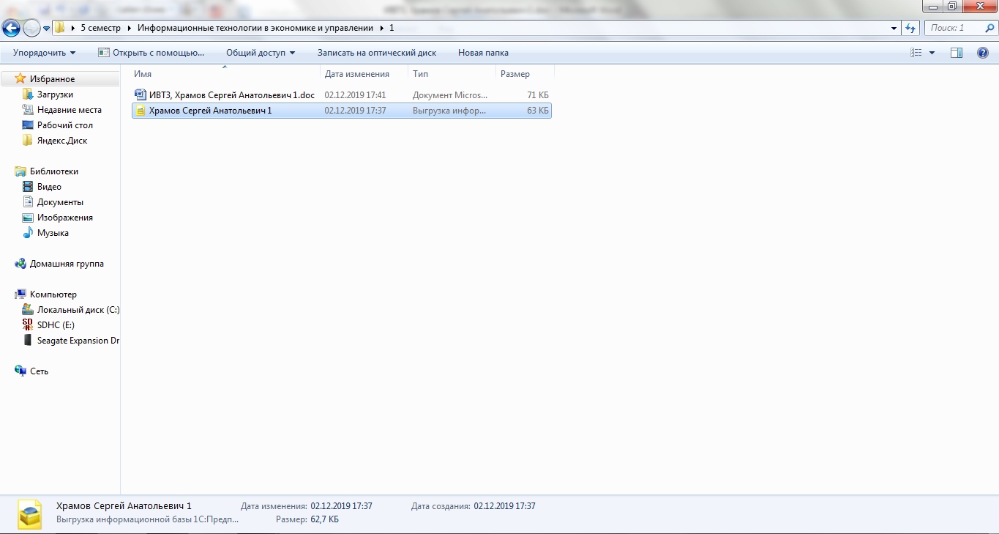 5 семестр Информационные технологии в экономике и управлении 1 Поиск: 1
Упорядочить Открыть с помощью... Общий доступ Записать на оптический диск Новая папка
Имя Дата изменения Тип Размер
ИВТЗ, Храмов Сергей Анатольевич 1.doc 02.12.2019 17:41 Документ Micros... 71 КБ
Храмов Сергей Анатольевич 1 02.12.2019 17:37 Выгрузка инфор... 63 КБ
Избранное
Загрузки
Недавние места
Рабочий стол
Яндекс.Диск
Библиотеки
Видео
Документы
Изображения
Музыка
Домашняя группа
Компьютер
Локальный диск (C:)
SDHC (E:)
Seagate Expansion Dr
Сеть
Храмов Сергей Анатольевич 1 Дата изменения: 02.12.2019 17:37 Дата создания: 02.12.2019 17:37
Выгрузка информационной базы 1С:Предп... Размер: 62,7 КБ